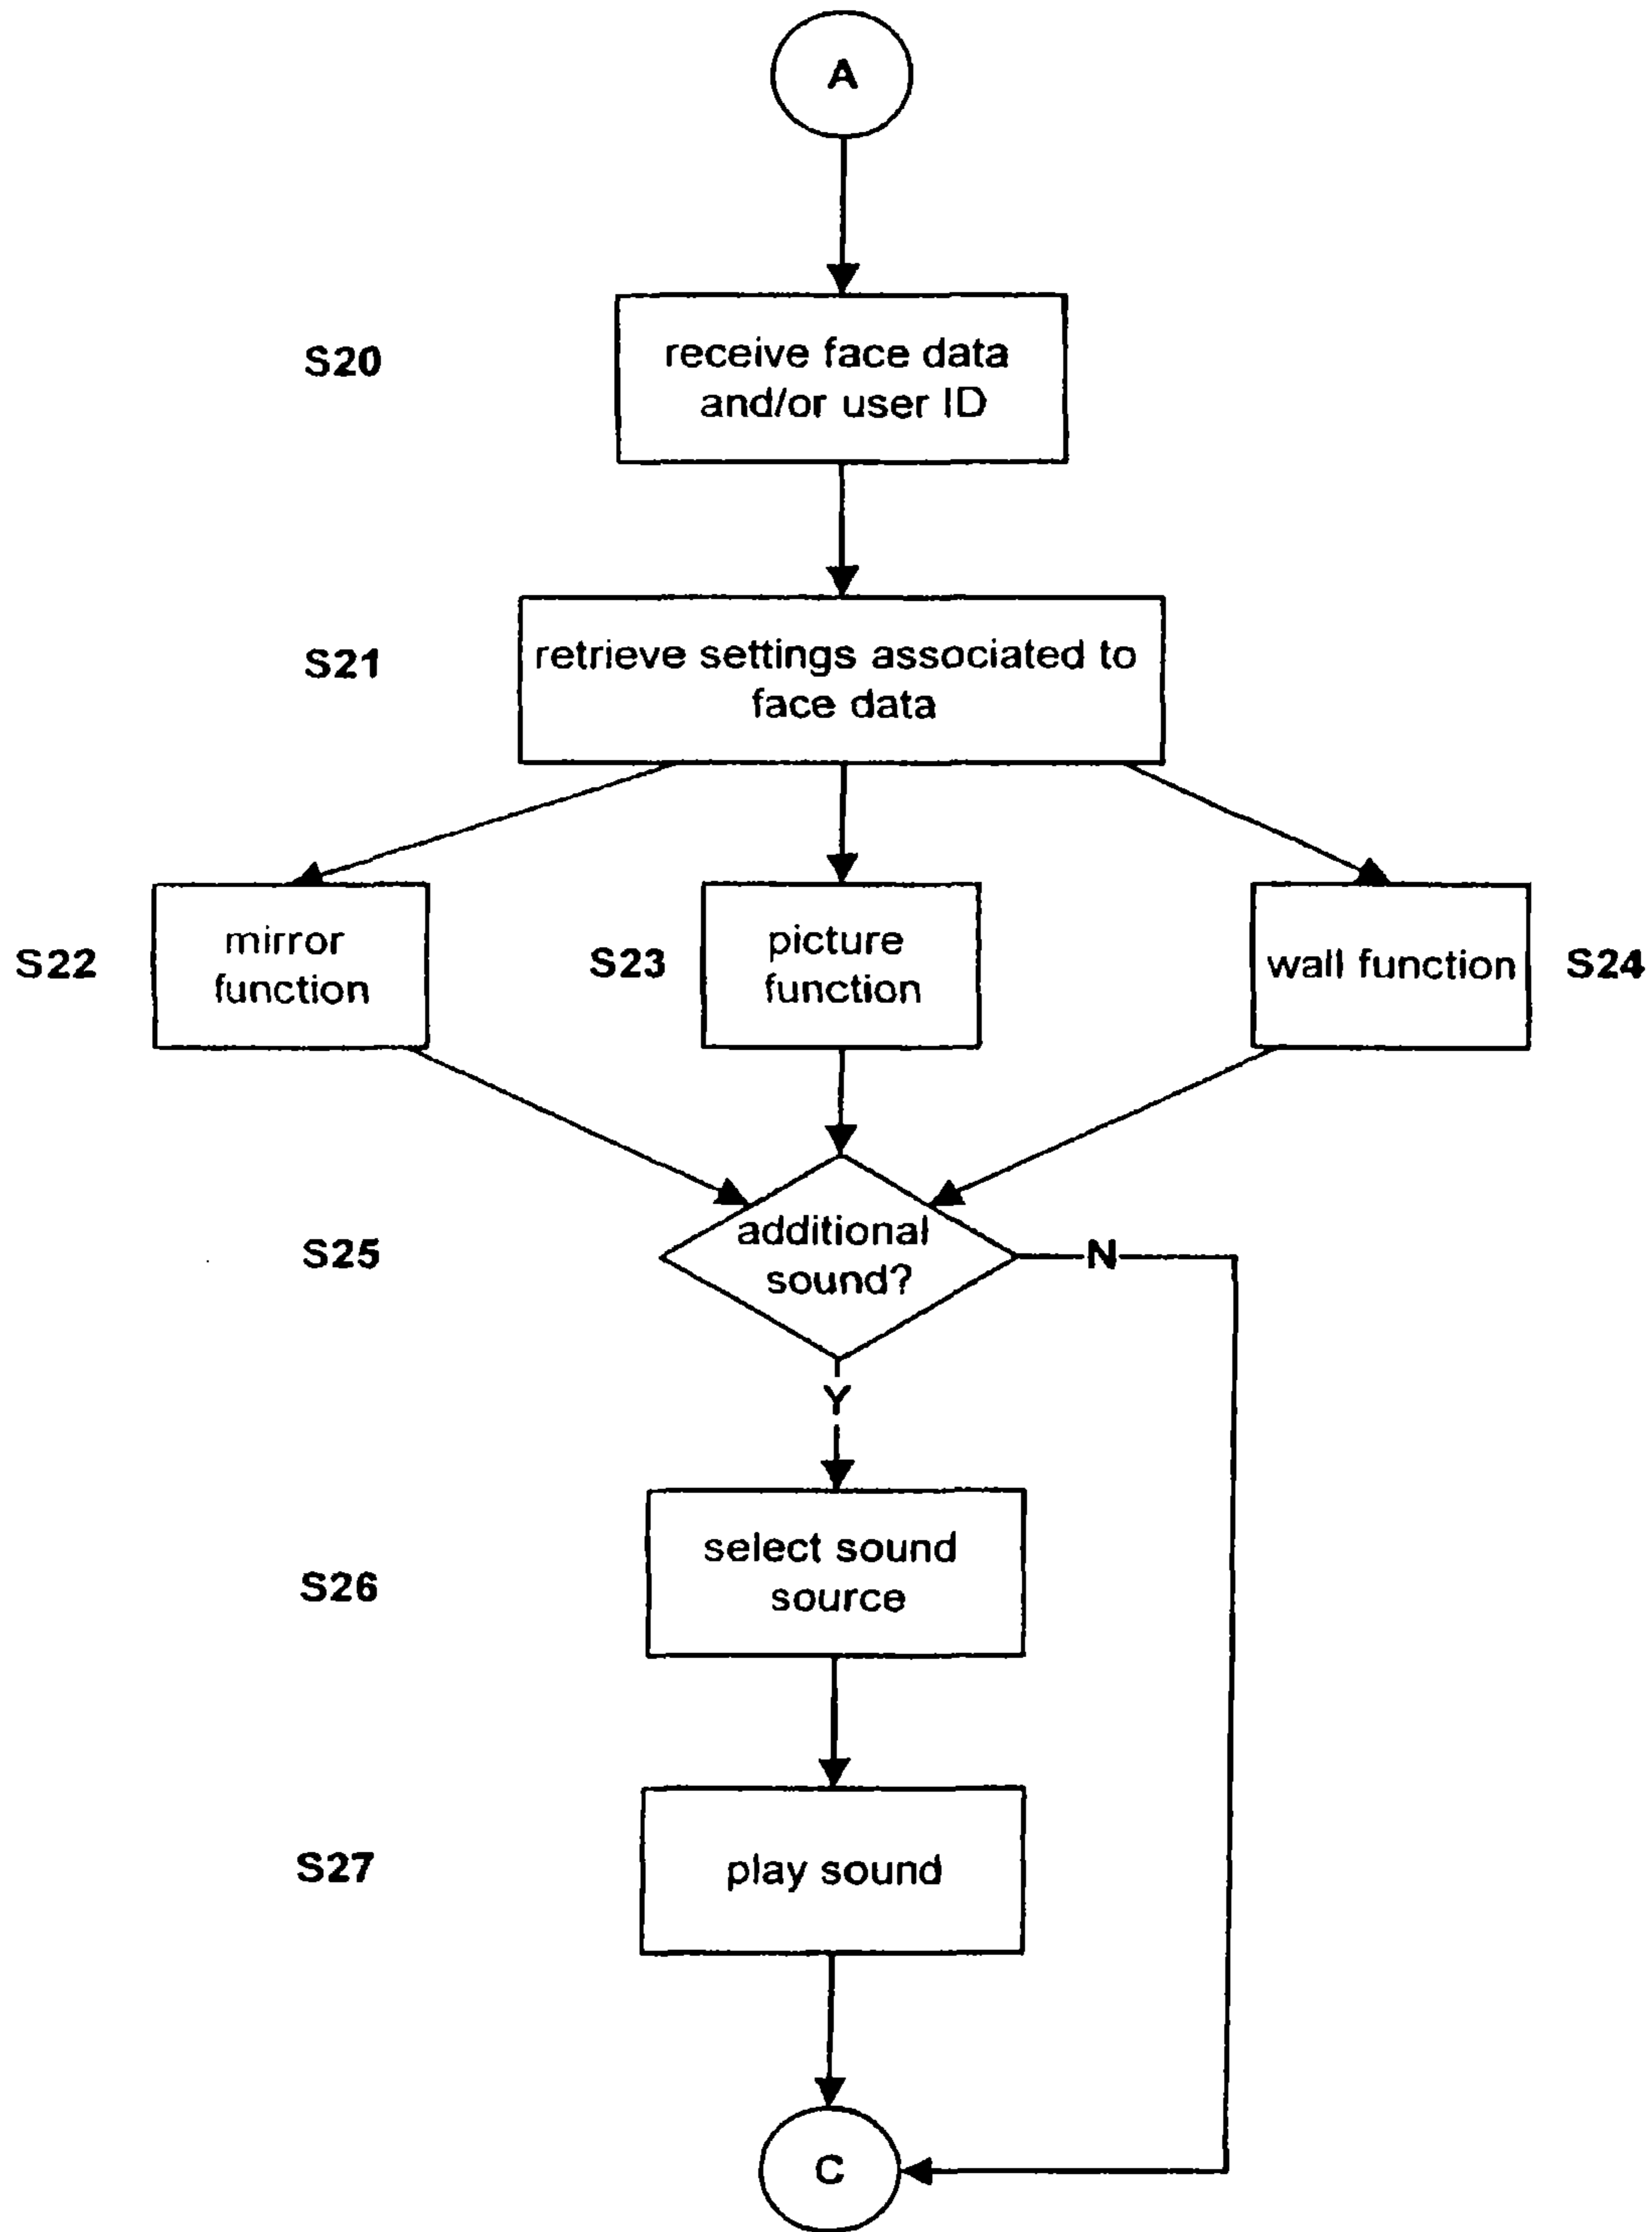 A
S20
receive face data
and/or user ID
S21
retrieve settings associated to
face data
S22
mirror
function
S23
picture
function
wall function
S24
S25
additional
sound?
N
Y
S26
select sound
source
S27
play sound
C